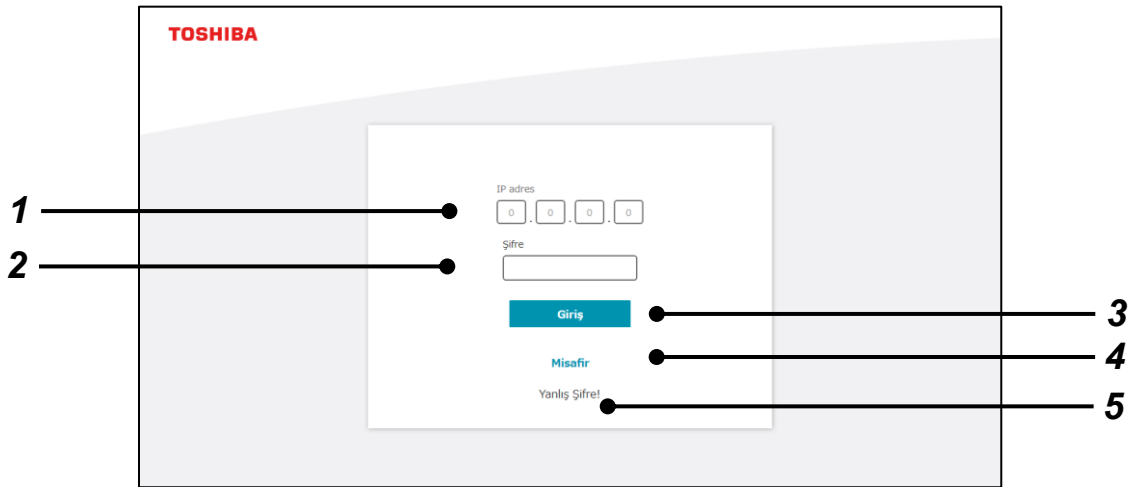 TOSHIBA
IP adres
1
0 . 0 . 0 . 0
Şifre
2
Giriş
3
Misafir
4
Yanlış Şifre!
5